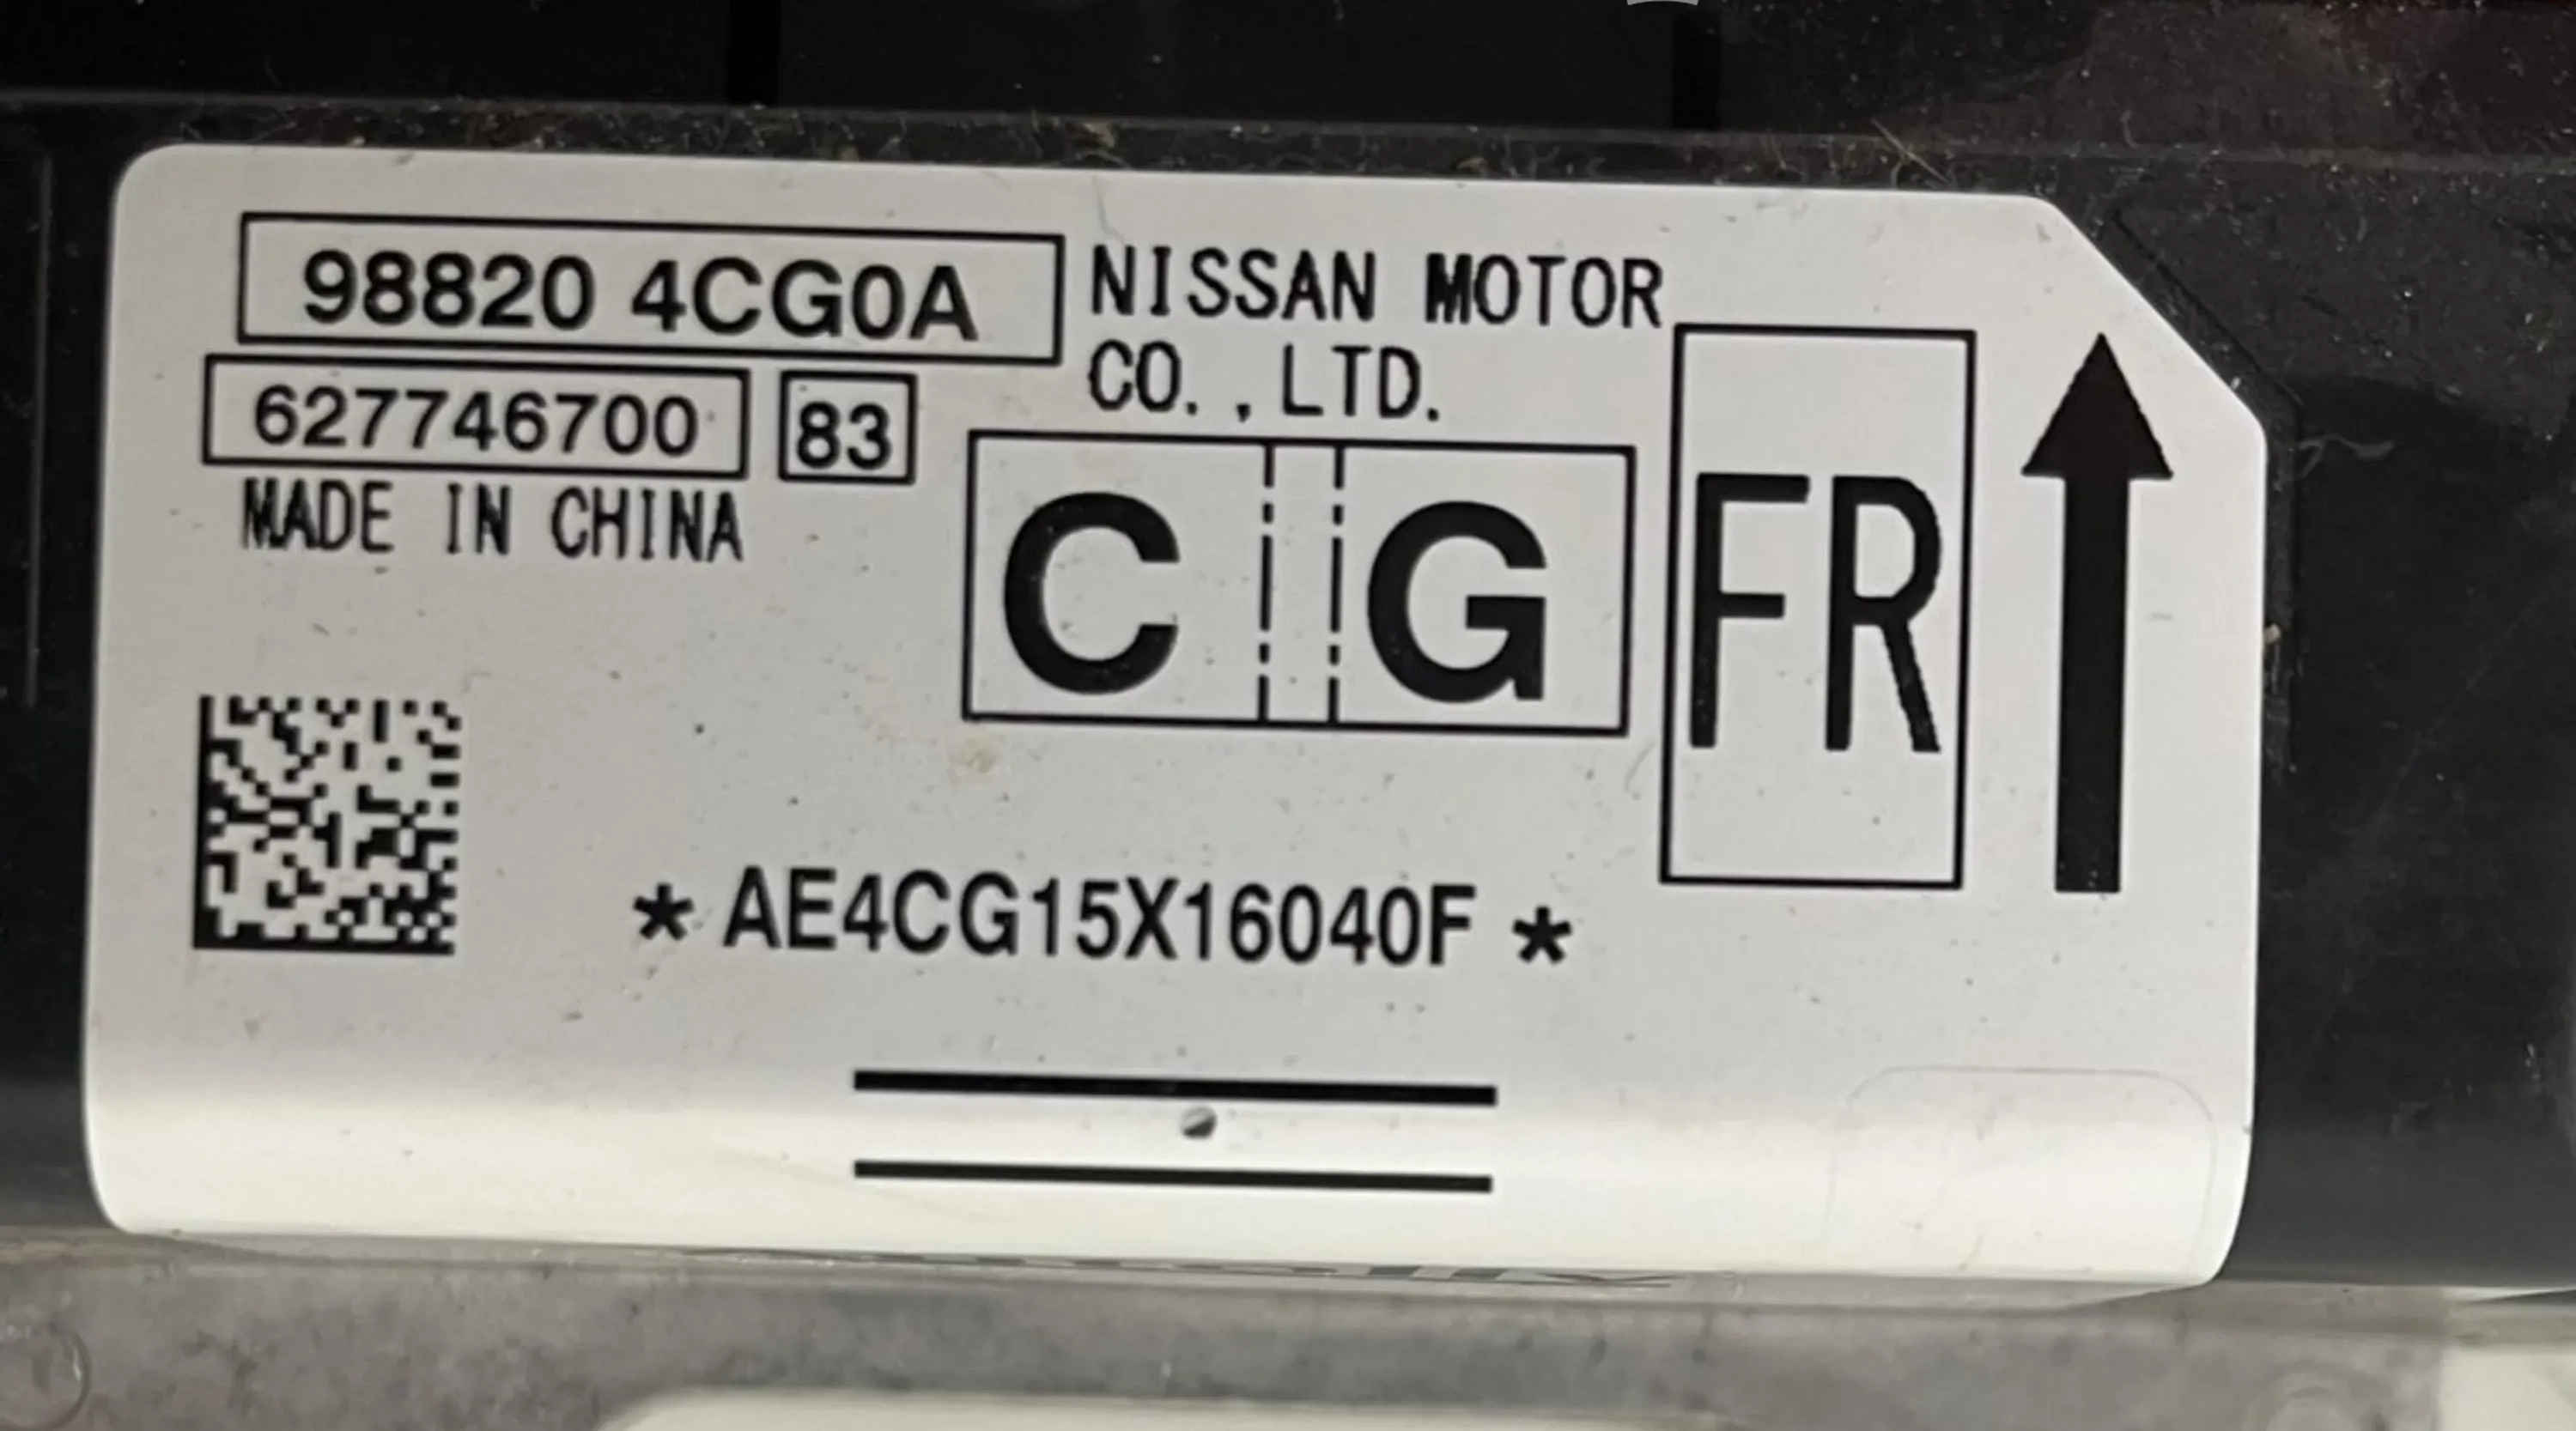 98820 4CG0A
NISSAN MOTOR
CO.,LTD.
627746700
83
MADE IN CHINA
C G
FR
* AE4CG15X16040F *